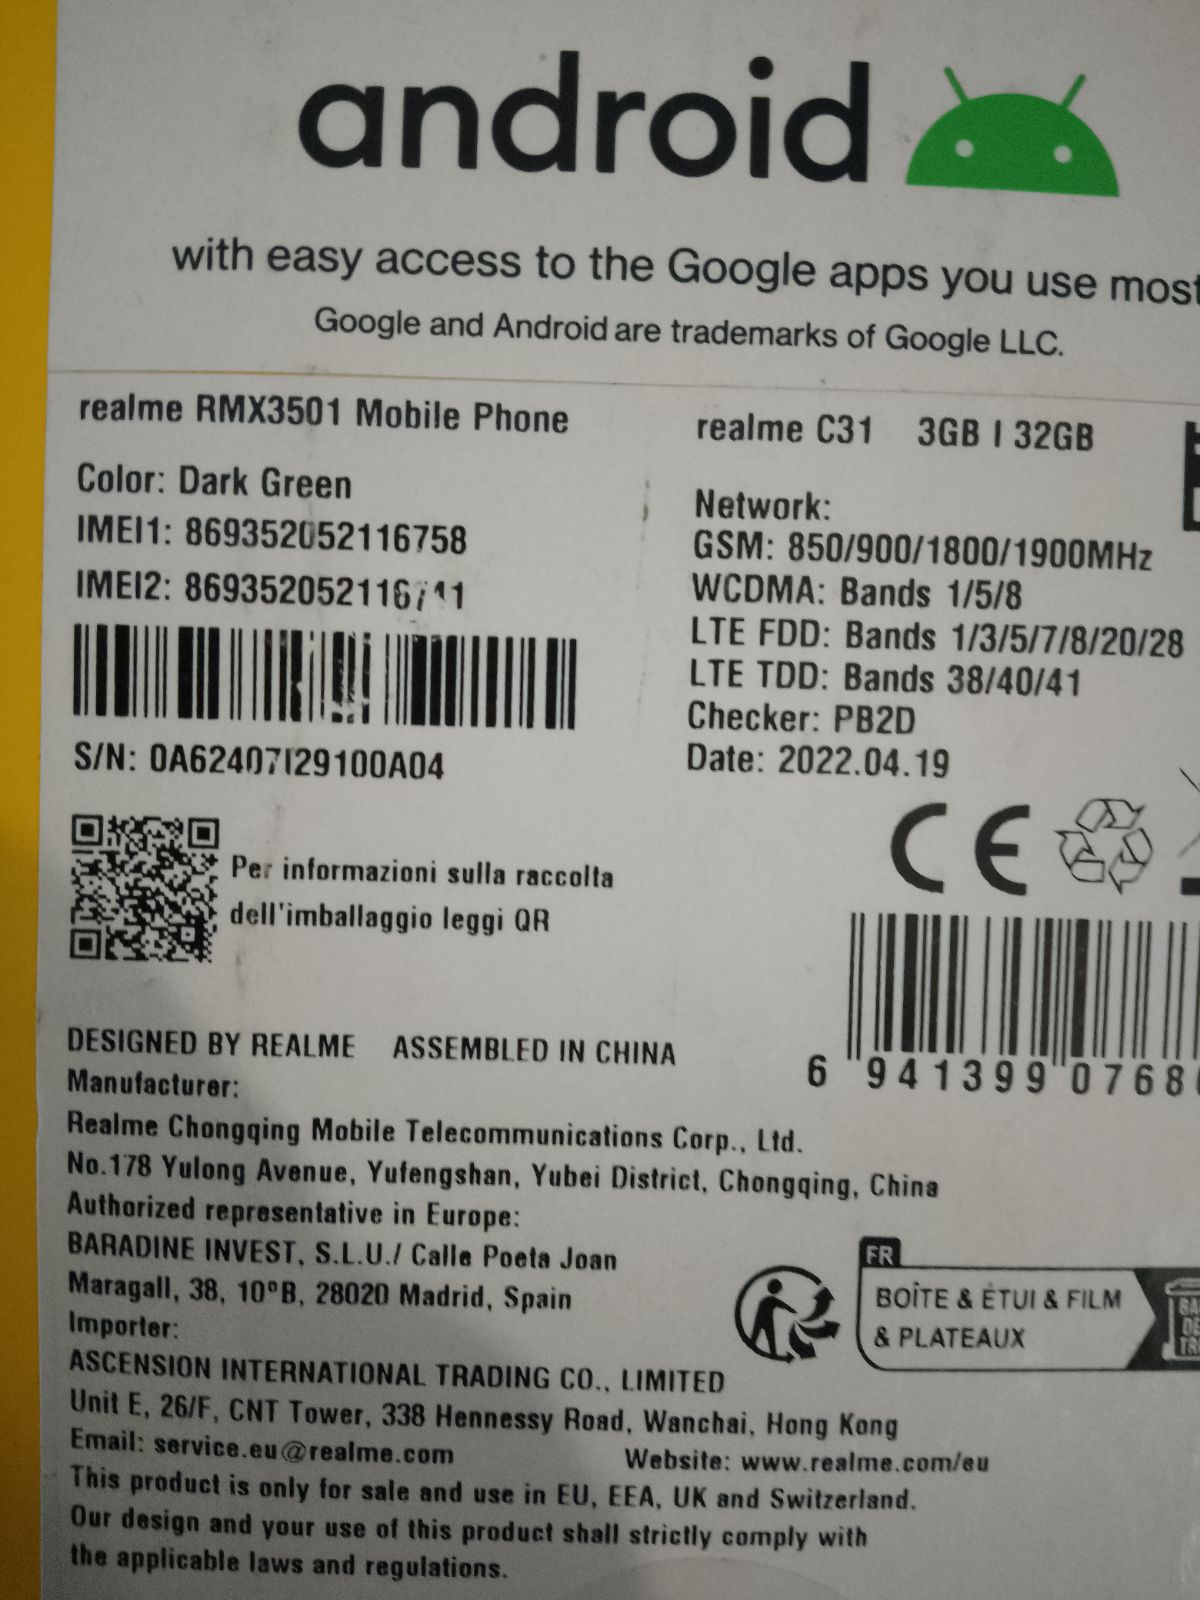 android
with easy access to the Google apps you use most
Google and Android are trademarks of Google LLC.
realme RMX3501 Mobile Phone
Color: Dark Green
IMEI1: 869352052116758
IMEI2:
S/N: 0A62407I29100A04
realme C31 3GB I 32GB
Network:
GSM: 850/900/1800/1900MHz
WCDMA: Bands 1/5/8
LTE FDD: Bands 1/3/5/7/8/20/28
LTE TDD: Bands 38/40/41
Checker: PB2D
Date: 2022.04.19
CE
Per informazioni sulla raccolta
dell'imballaggio leggi QR
6 941399 0768
DESIGNED BY REALME ASSEMBLED IN CHINA
Manufacturer:
Realme Chongqing Mobile Telecommunications Corp., Ltd.
No.178 Yulong Avenue, Yufengshan, Yubei District, Chongqing, China
Authorized representative in Europe:
BARADINE INVEST, S.L.U./ Calle Poeta Joan
Maragall, 38, 10ºB, 28020 Madrid, Spain
Importer:
ASCENSION INTERNATIONAL TRADING CO., LIMITED
Unit E, 26/F, CNT Tower, 338 Hennessy Road, Wanchai, Hong Kong
Email: service.eu@realme.com Website: www.realme.com/eu
This product is only for sale and use in EU, EEA, UK and Switzerland.
Our design and your use of this product shall strictly comply with
the applicable laws and regulations.
FR
BOÎTE & ÉTUI & FILM
& PLATEAUX